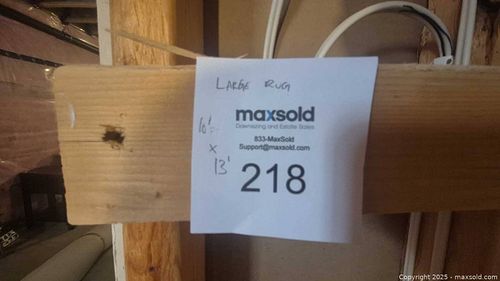 LARGE RUG
maxsold
Downsizing and Estate Sales
10'
x
13'
833-MaxSold
Support@maxsold.com
218
Copyright © 2025 - maxsold.com